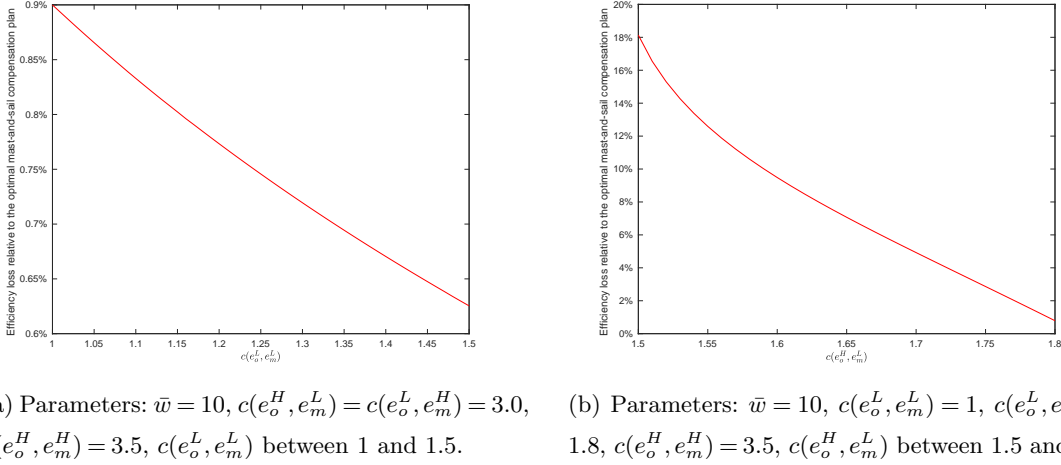 Efficiency loss relative to the optimal mast-and-sail compensation plan
0.9%
0.85%
0.8%
0.75%
0.7%
0.65%
0.6%
1 1.05 1.1 1.15 1.2 1.25 1.3 1.35 1.4 1.45 1.5
c(e_o^L, e_m^L)
) Parameters: w̄ = 10, c(e_o^H, e_m^L) = c(e_o^L, e_m^H) = 3.0,
(e_o^H, e_m^H) = 3.5, c(e_o^L, e_m^L) between 1 and 1.5.
Efficiency loss relative to the optimal mast-and-sail compensation plan
20%
18%
16%
14%
12%
10%
8%
6%
4%
2%
0%
1.5 1.55 1.6 1.65 1.7 1.75 1.8
c(e_o^H, e_m^L)
(b) Parameters: w̄ = 10, c(e_o^L, e_m^L) = 1, c(e_o^L, e
1.8, c(e_o^H, e_m^H) = 3.5, c(e_o^H, e_m^L) between 1.5 and